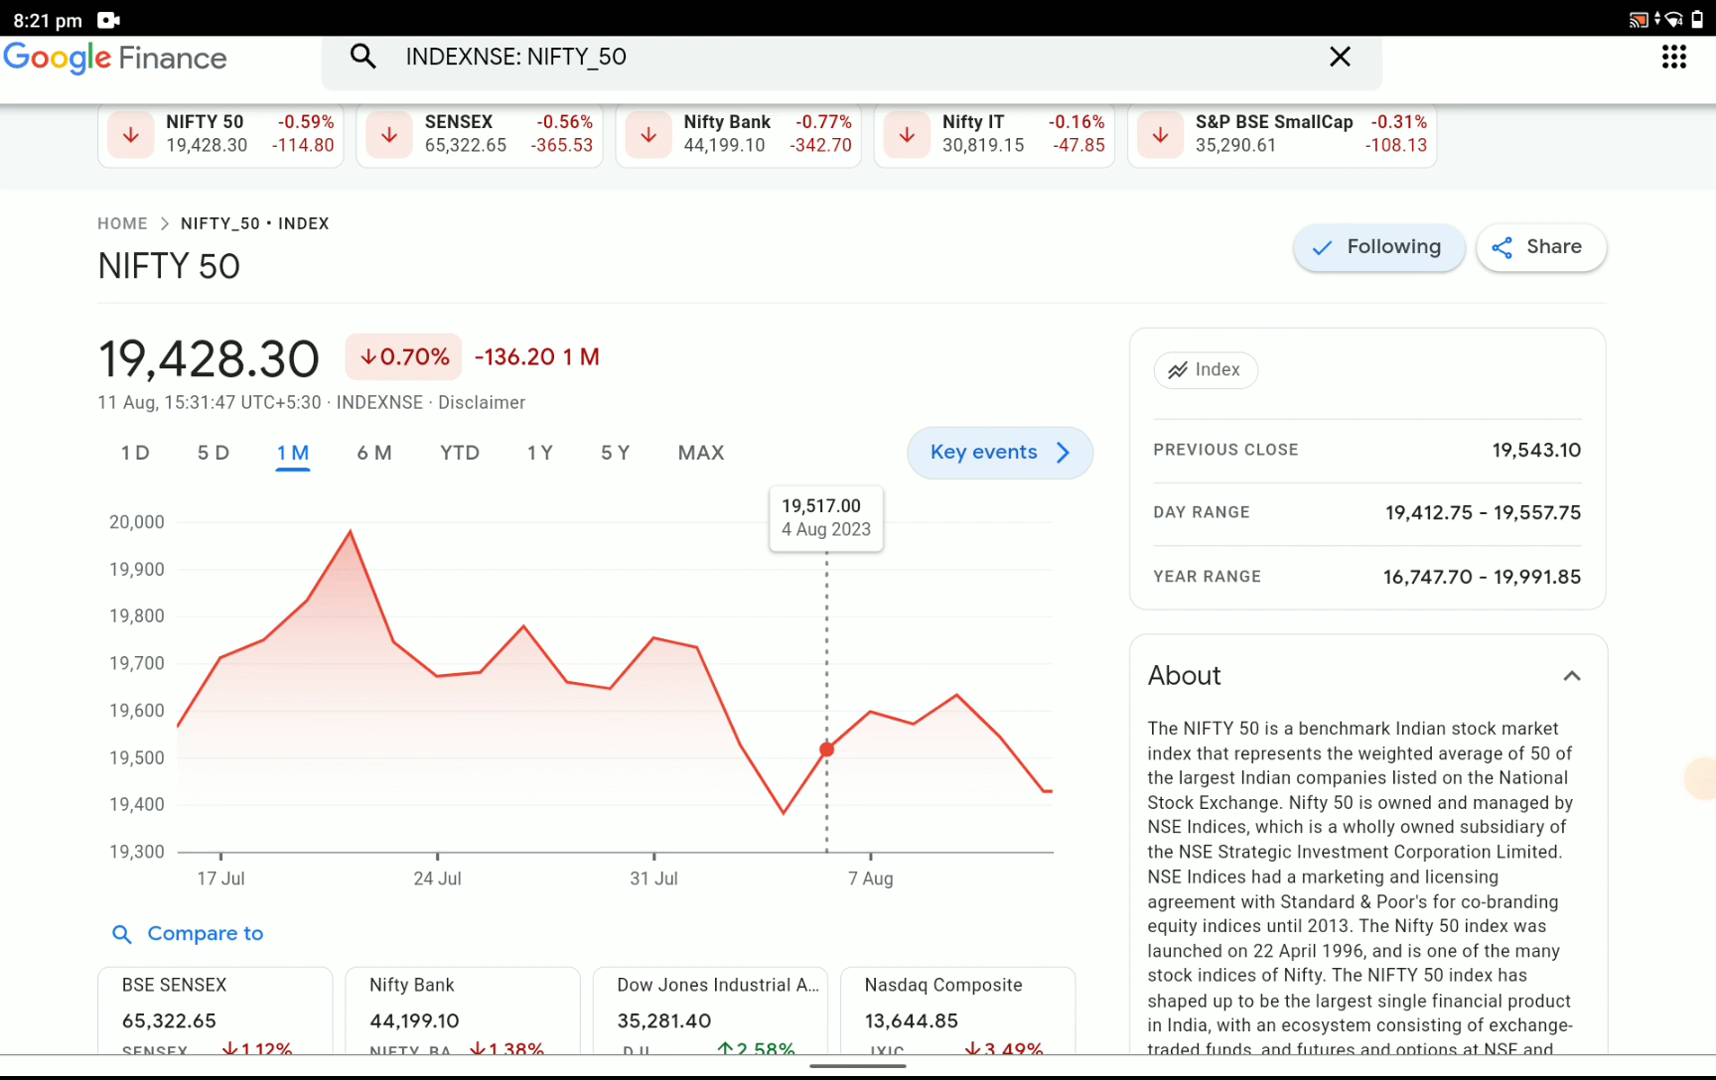 8:21 pm
Google Finance
INDEXNSE: NIFTY_50
NIFTY 50 -0.59%
19,428.30 -114.80
SENSEX -0.56%
65,322.65 -365.53
Nifty Bank -0.77%
44,199.10 -342.70
Nifty IT -0.16%
30,819.15 -47.85
S&P BSE SmallCap -0.31%
35,290.61 -108.13
HOME > NIFTY_50 • INDEX
NIFTY 50
Following
Share
19,428.30 ↓0.70% -136.20 1 M
11 Aug, 15:31:47 UTC+5:30 · INDEXNSE · Disclaimer
1 D 5 D 1 M 6 M YTD 1 Y 5 Y MAX
Key events >
19,517.00
4 Aug 2023
20,000
19,900
19,800
19,700
19,600
19,500
19,400
19,300
17 Jul 24 Jul 31 Jul 7 Aug
Compare to
BSE SENSEX
65,322.65
SENSEX ↓1.12%
Nifty Bank
44,199.10
NIFTY_BA ↓1.38%
Dow Jones Industrial A...
35,281.40
DJI ↑2.58%
Nasdaq Composite
13,644.85
.IXIC ↓3.49%
Index
PREVIOUS CLOSE 19,543.10
DAY RANGE 19,412.75 - 19,557.75
YEAR RANGE 16,747.70 - 19,991.85
About
The NIFTY 50 is a benchmark Indian stock market
index that represents the weighted average of 50 of
the largest Indian companies listed on the National
Stock Exchange. Nifty 50 is owned and managed by
NSE Indices, which is a wholly owned subsidiary of
the NSE Strategic Investment Corporation Limited.
NSE Indices had a marketing and licensing
agreement with Standard & Poor's for co-branding
equity indices until 2013. The Nifty 50 index was
launched on 22 April 1996, and is one of the many
stock indices of Nifty. The NIFTY 50 index has
shaped up to be the largest single financial product
in India, with an ecosystem consisting of exchange-
traded funds, and futures and options at NSE and